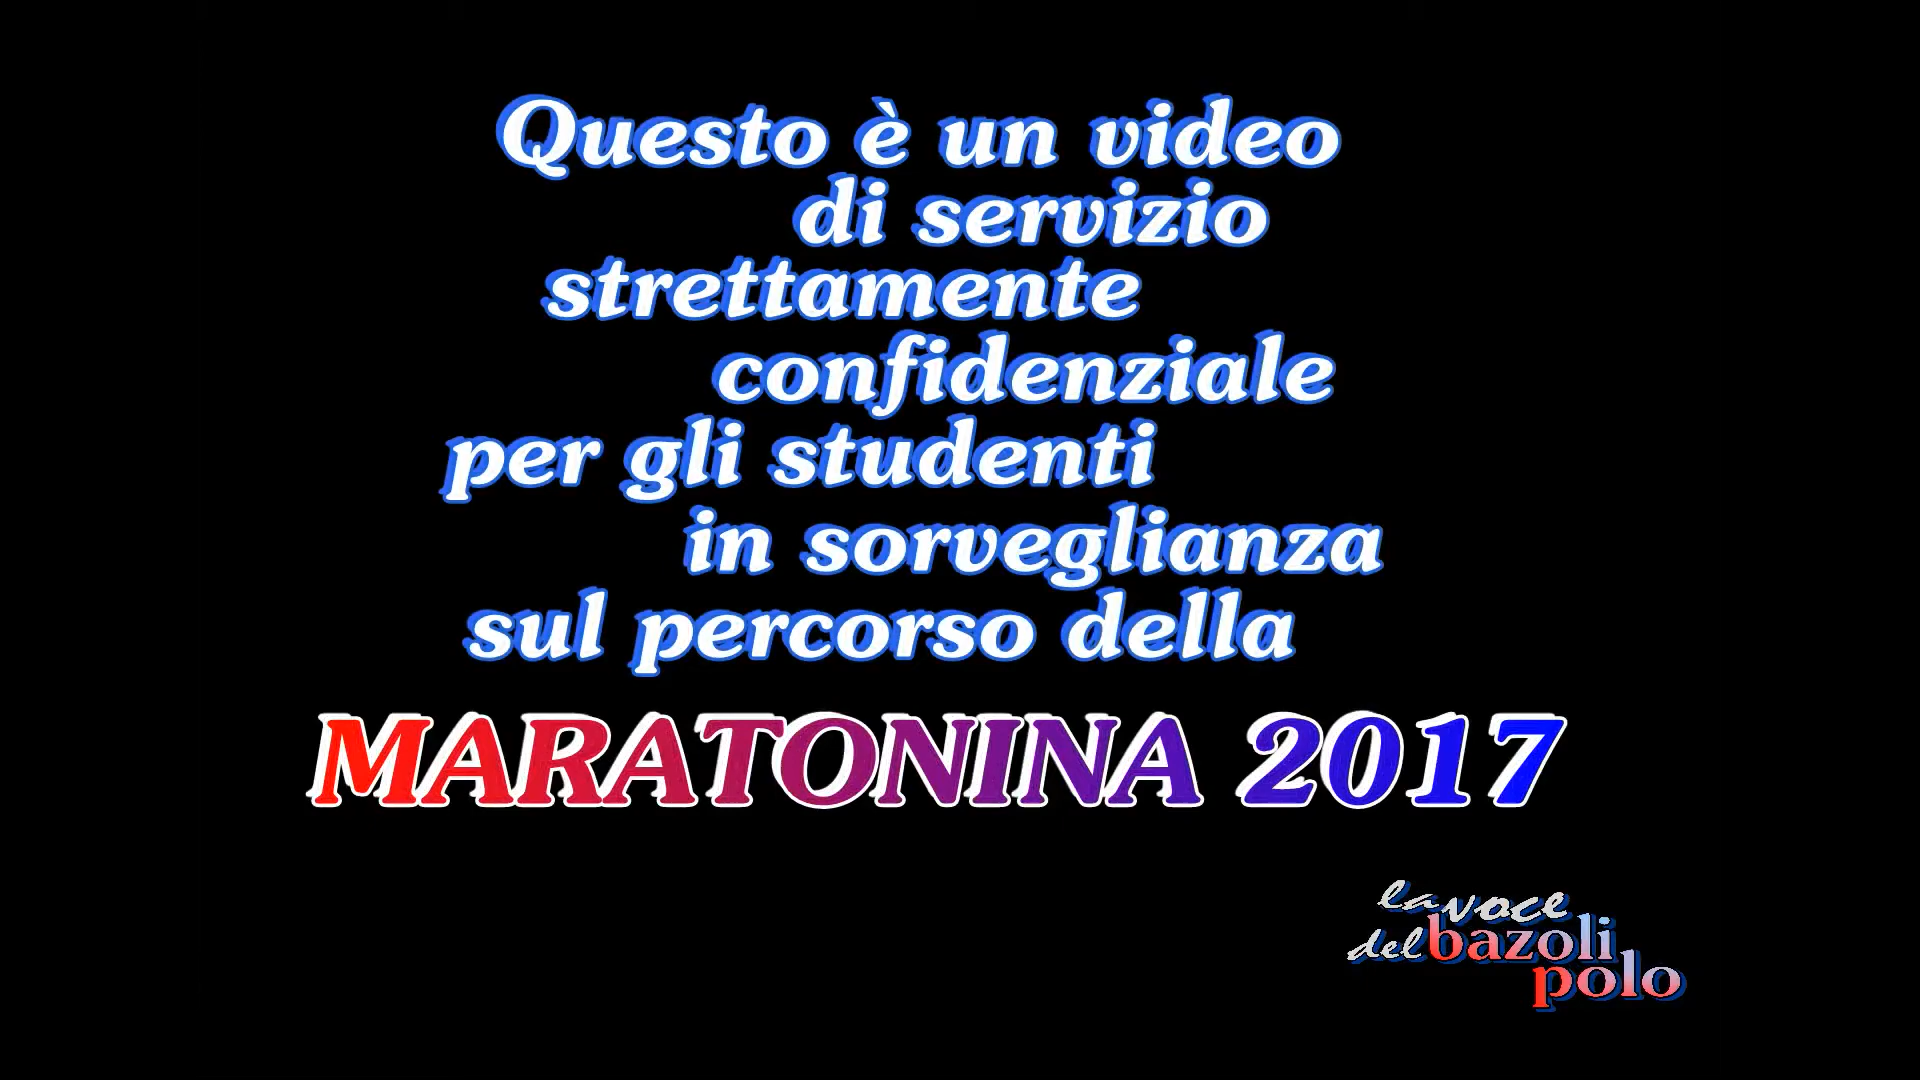 Questo è un video
di servizio
strettamente
confidenziale
per gli studenti
in sorveglianza
sul percorso della
MARATONINA 2017
la voce
del bazoli
polo